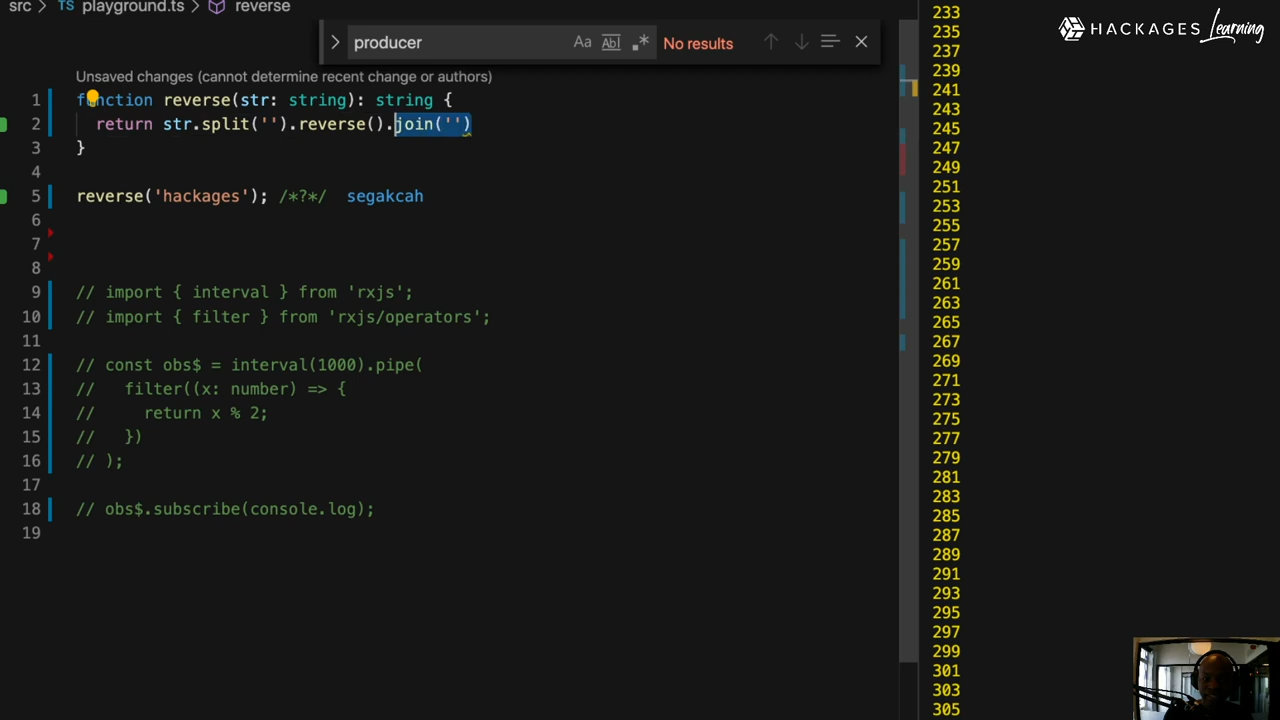 src > TS playground.ts > reverse
producer
Aa Abl .* No results
Unsaved changes (cannot determine recent change or authors)
1 function reverse(str: string): string {
2 return str.split('').reverse().join('')
3 }
4
5 reverse('hackages'); /*?*/ segakcah
6
7
8
9 // import { interval } from 'rxjs';
10 // import { filter } from 'rxjs/operators';
11
12 // const obs$ = interval(1000).pipe(
13 // filter((x: number) => {
14 // return x % 2;
15 // })
16 // );
17
18 // obs$.subscribe(console.log);
19
HACKAGES Learning
233
235
237
239
241
243
245
247
249
251
253
255
257
259
261
263
265
267
269
271
273
275
277
279
281
283
285
287
289
291
293
295
297
299
301
303
305